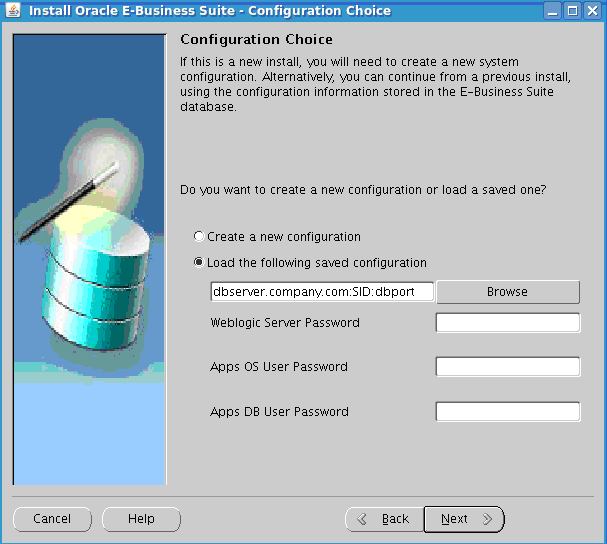 Install Oracle E-Business Suite - Configuration Choice
Configuration Choice
If this is a new install, you will need to create a new system
configuration. Alternatively, you can continue from a previous install,
using the configuration information stored in the E-Business Suite
database.
Do you want to create a new configuration or load a saved one?
Create a new configuration
Load the following saved configuration
dbserver.company.com:SID:dbport Browse
Weblogic Server Password
Apps OS User Password
Apps DB User Password
Cancel Help Back Next